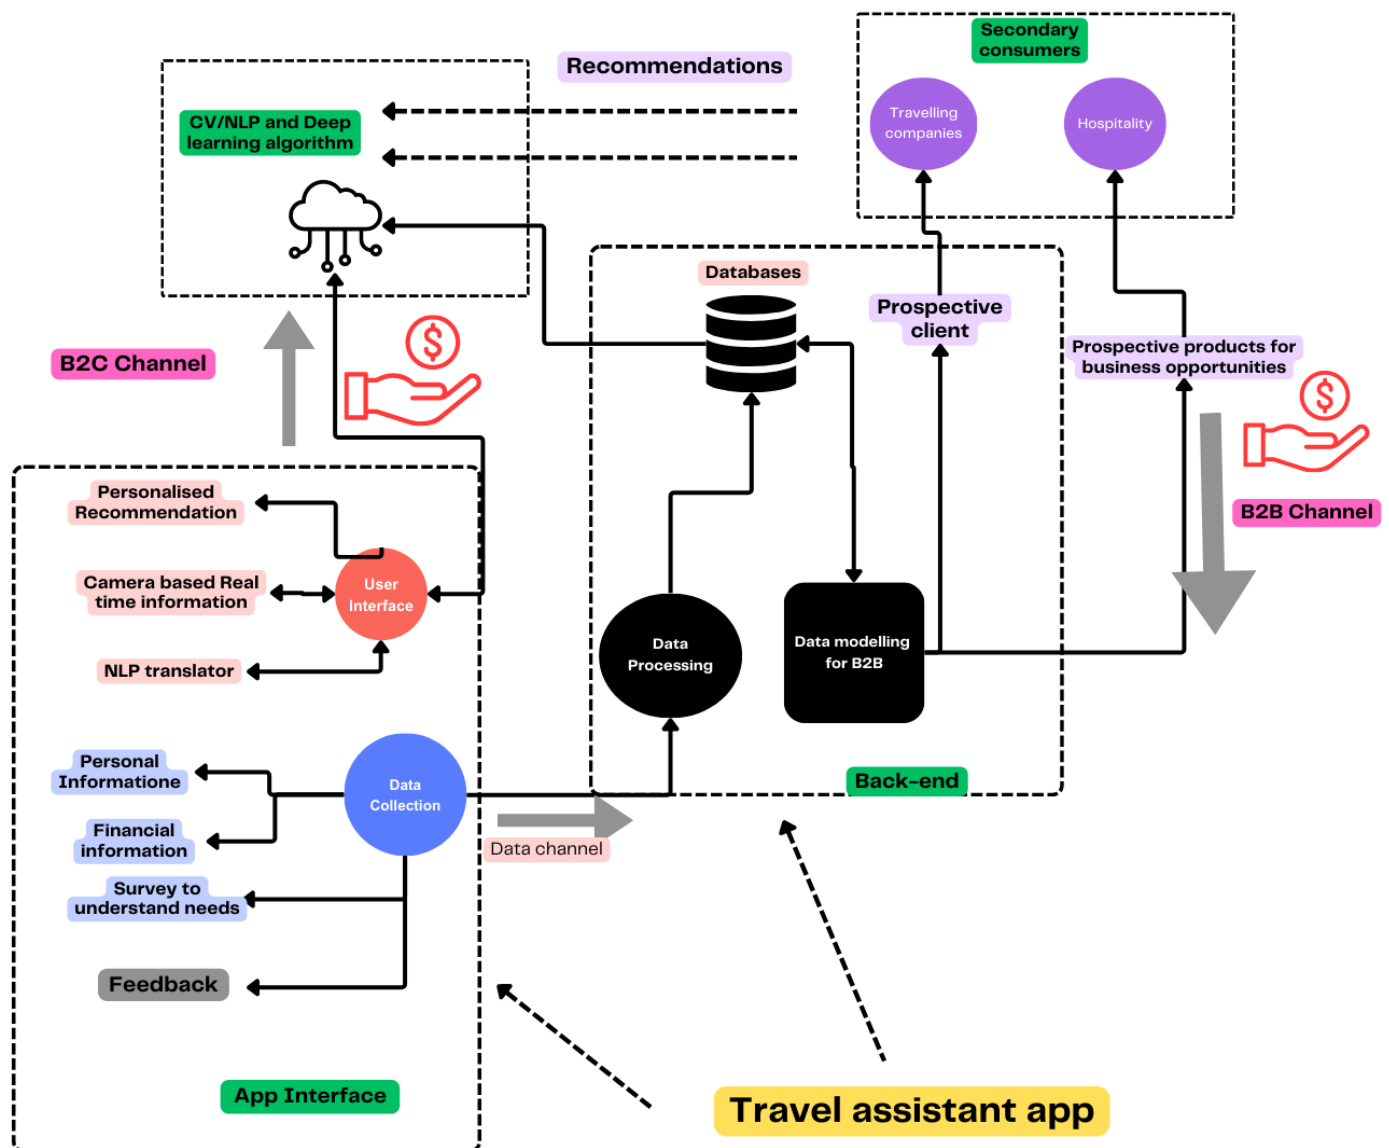 Secondary
consumers
Recommendations
Travelling
companies
Hospitality
CV/NLP and Deep
learning algorithm
Databases
Prospective
client
Prospective products for
business opportunities
$
$
B2C Channel
B2B Channel
Personalised
Recommendation
Camera based Real
time information
User
Interface
NLP translator
Data
Processing
Data modelling
for B2B
Personal
Informatione
Data
Collection
Back-end
Financial
information
Data channel
Survey to
understand needs
Feedback
App Interface
Travel assistant app